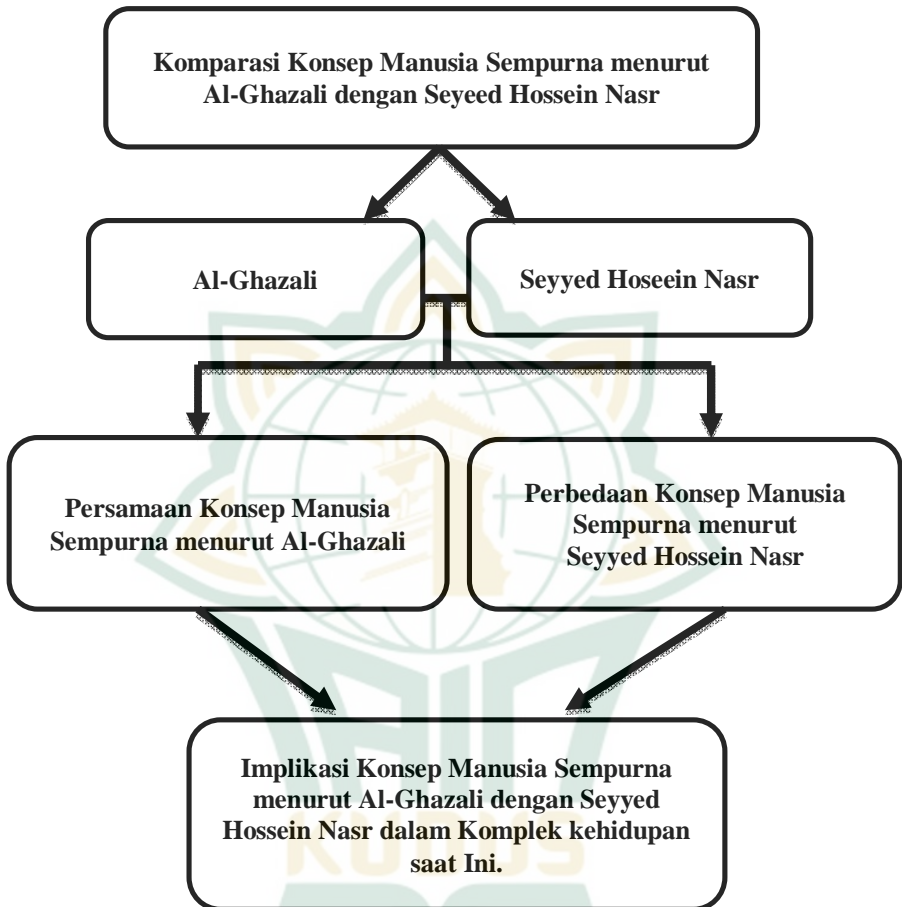 Komparasi Konsep Manusia Sempurna menurut
Al-Ghazali dengan Seyeed Hossein Nasr
Al-Ghazali
Seyyed Hoseein Nasr
Persamaan Konsep Manusia
Sempurna menurut Al-Ghazali
Perbedaan Konsep Manusia
Sempurna menurut
Seyyed Hossein Nasr
Implikasi Konsep Manusia Sempurna
menurut Al-Ghazali dengan Seyyed
Hossein Nasr dalam Komplek kehidupan
saat Ini.
IAIN
KUDUS